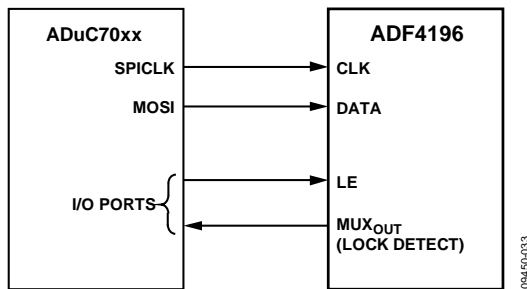 ADuC70xx
ADF4196
SPICLK
CLK
MOSI
DATA
I/O PORTS
LE
MUXOUT
(LOCK DETECT)
09450-033